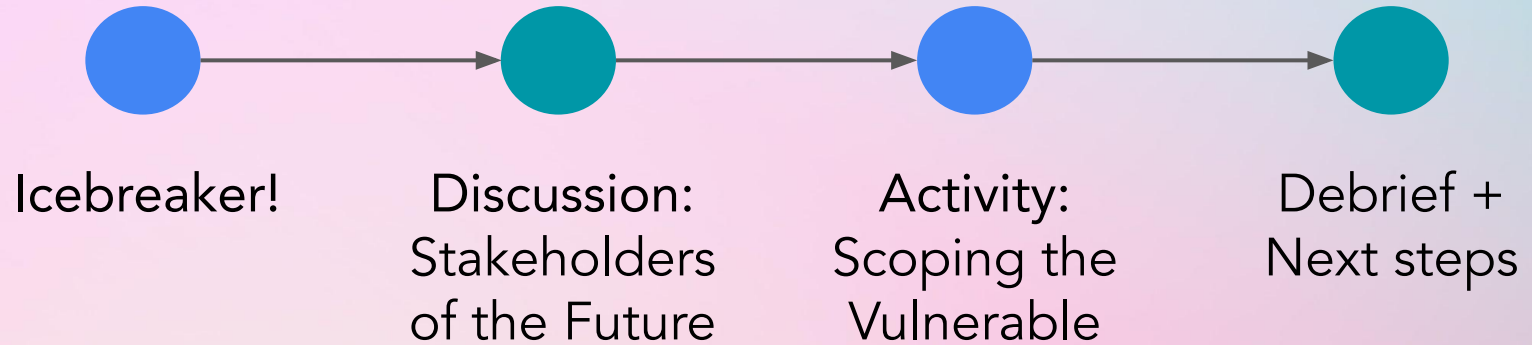 Icebreaker!
Discussion:
Stakeholders
of the Future
Activity:
Scoping the
Vulnerable
Debrief +
Next steps